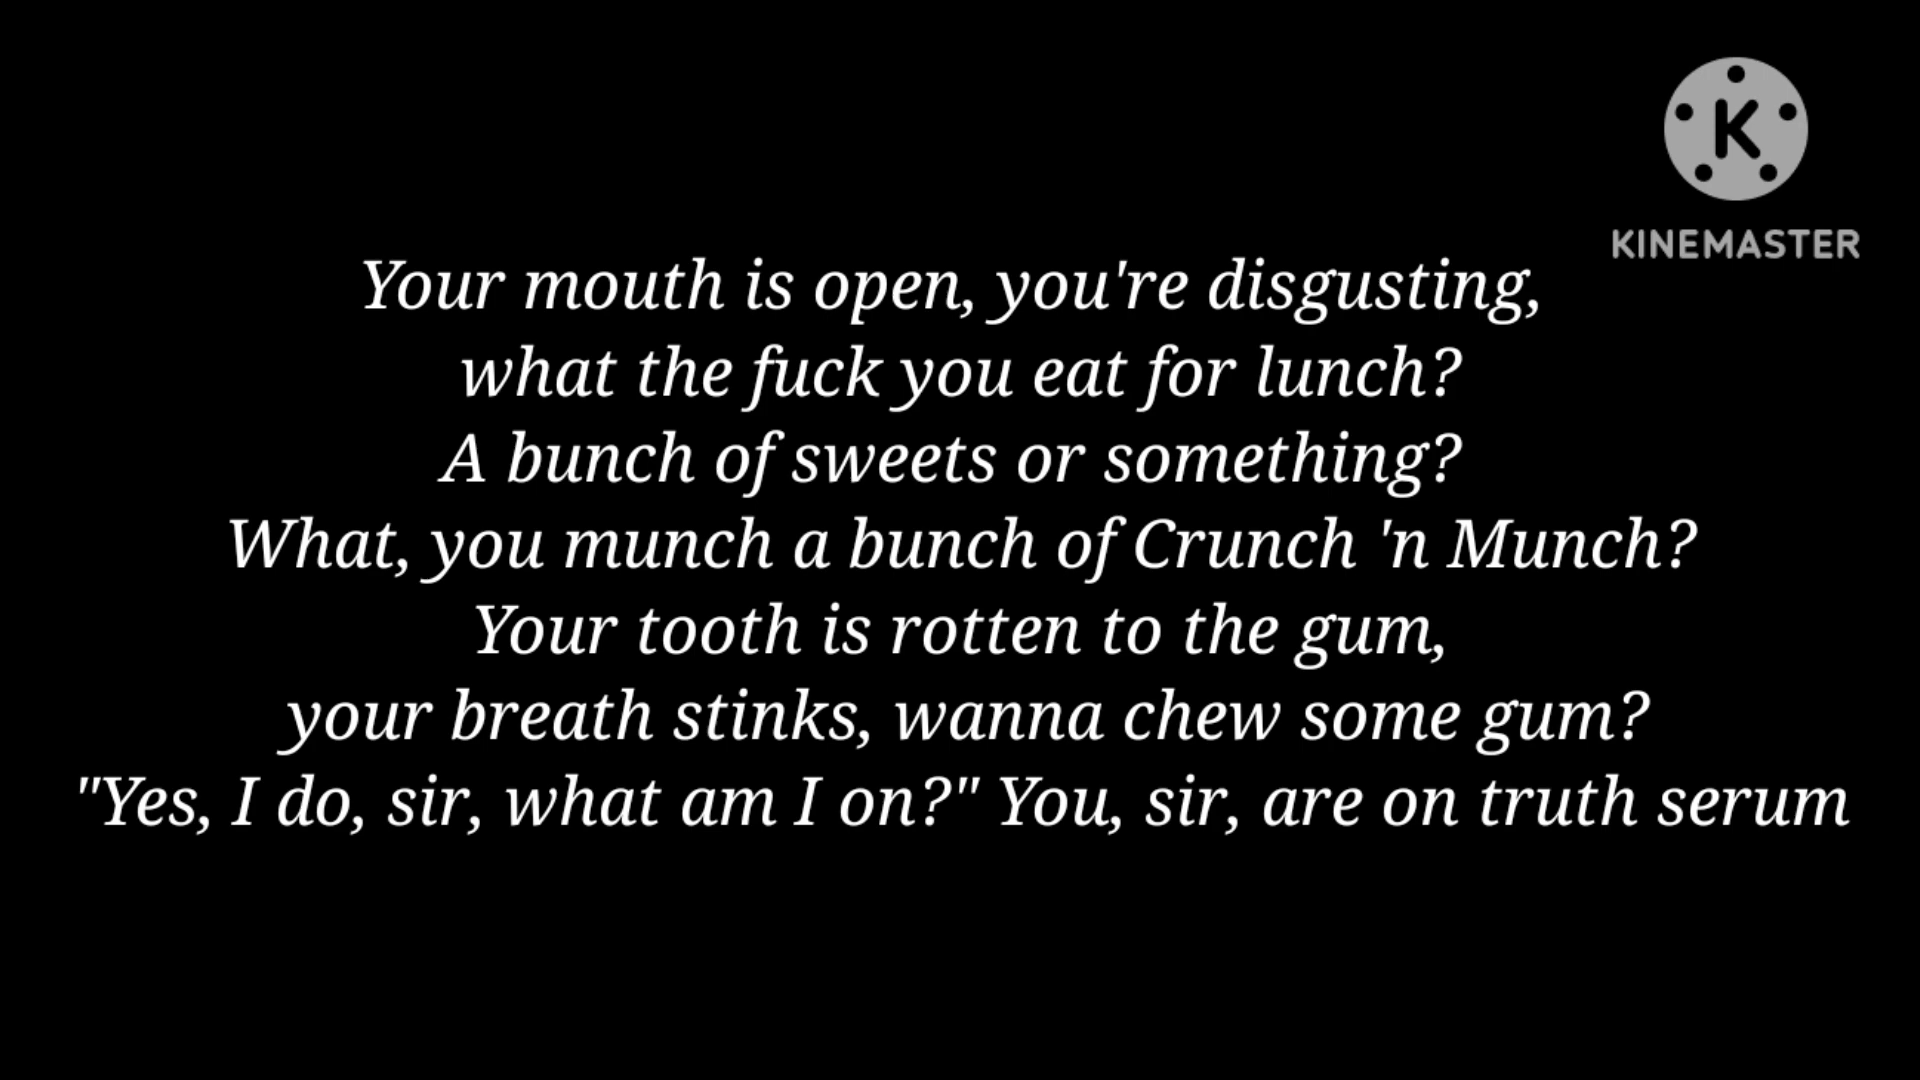 K
KINEMASTER
Your mouth is open, you're disgusting,
what the fuck you eat for lunch?
A bunch of sweets or something?
What, you munch a bunch of Crunch 'n Munch?
Your tooth is rotten to the gum,
your breath stinks, wanna chew some gum?
"Yes, I do, sir, what am I on?" You, sir, are on truth serum